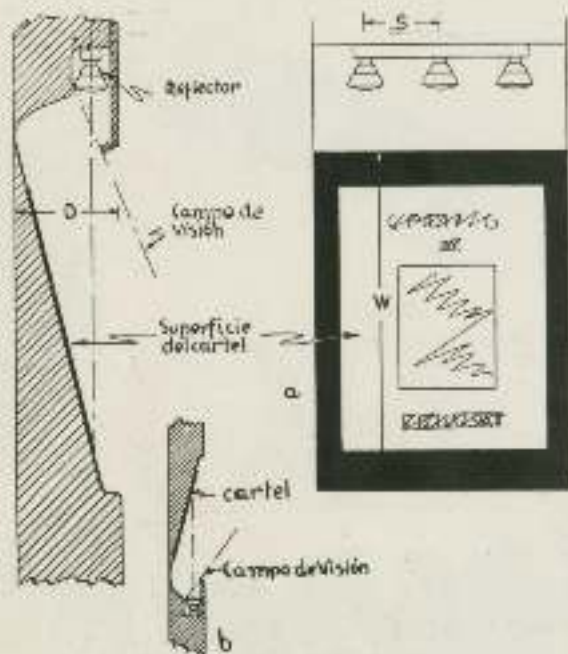 S
Reflector
D
Campo de
visión
Superficie
del cartel
W
a
cartel
Campo de Visión
b